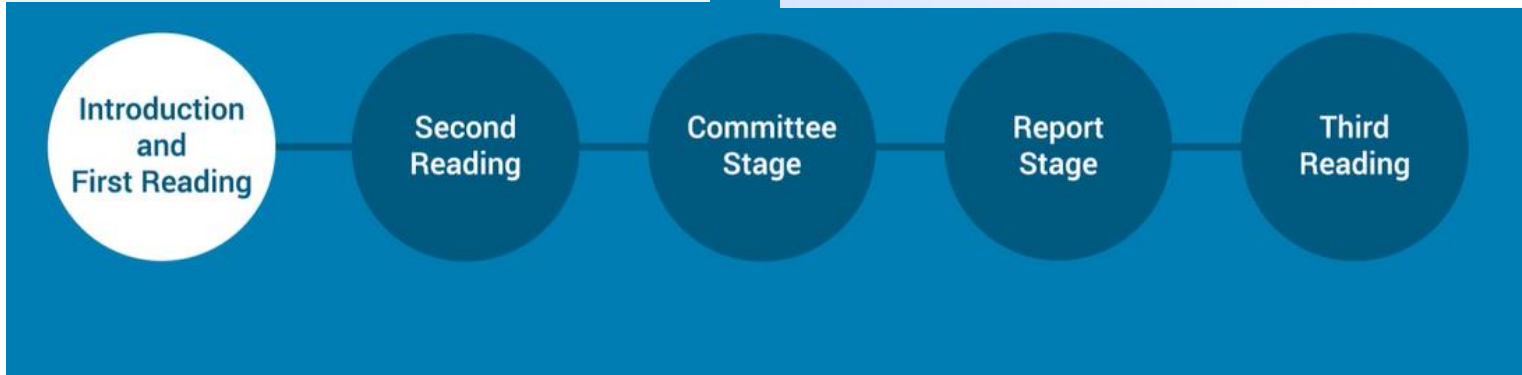 Introduction
and
First Reading
Second
Reading
Committee
Stage
Report
Stage
Third
Reading